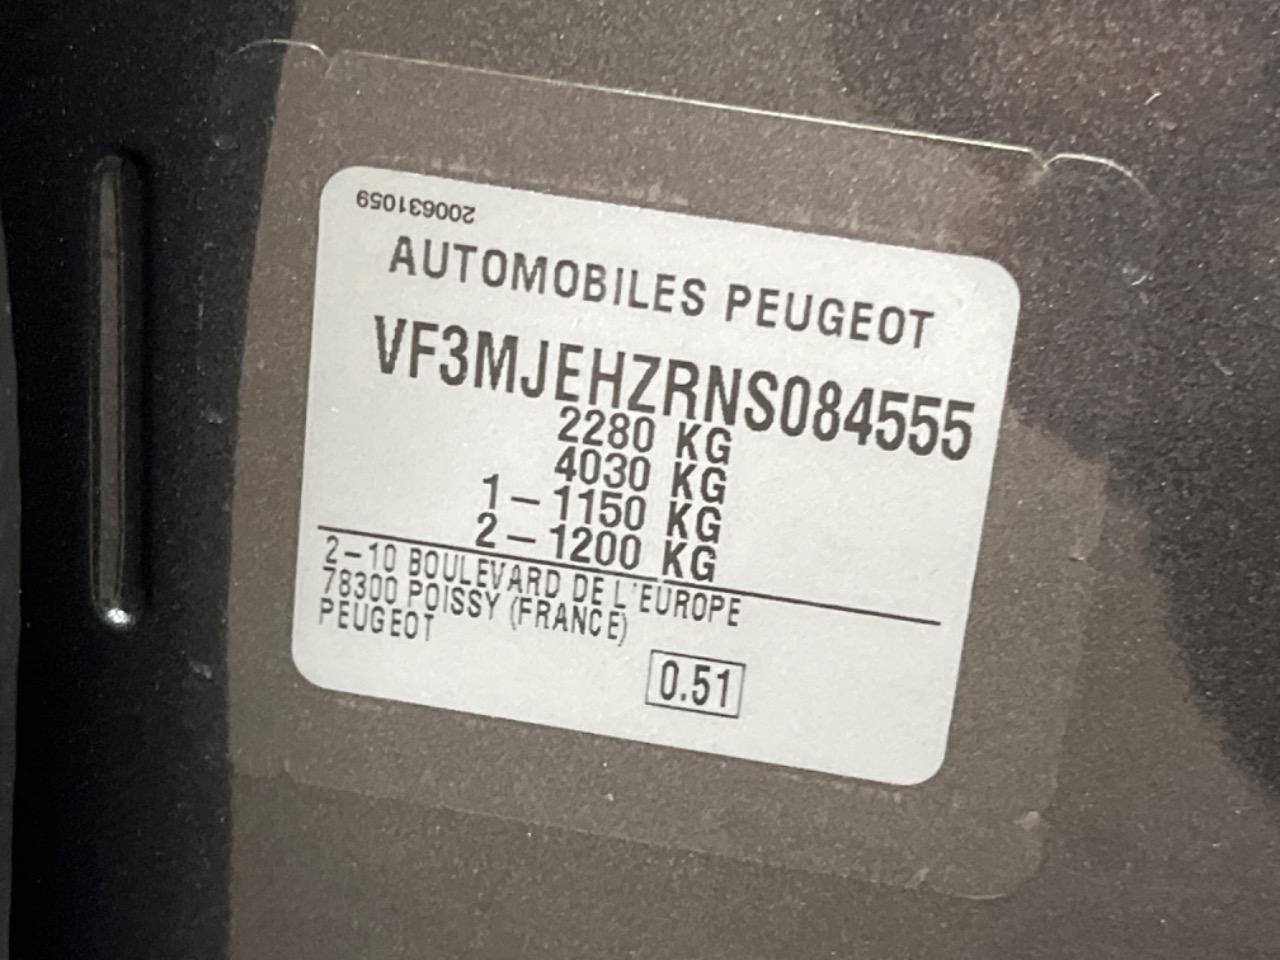 200631059
AUTOMOBILES PEUGEOT
VF3MJEHZRNS084555
2280 KG
4030 KG
1-1150 KG
2-1200 KG
2-10 BOULEVARD DE L'EUROPE
78300 POISSY (FRANCE)
PEUGEOT
0.51